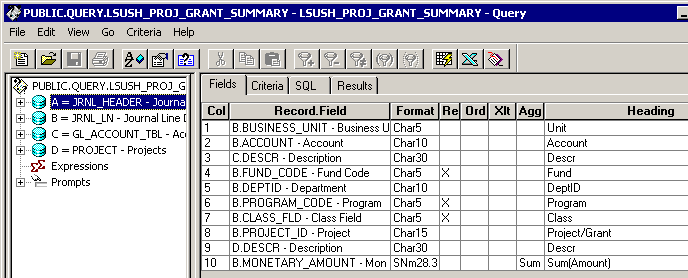 PUBLIC.QUERY.LSUSH_PROJ_GRANT_SUMMARY - LSUSH_PROJ_GRANT_SUMMARY - Query
File Edit View Go Criteria Help
SQL
PUBLIC.QUERY.LSUSH_PROJ_G
A = JRNL_HEADER - Journa
B = JRNL_LN - Journal Line D
C = GL_ACCOUNT_TBL - Ac
D = PROJECT - Projects
Expressions
Prompts
Fields Criteria SQL Results
Col Record.Field Format Re Ord Xlt Agg Heading
1 B.BUSINESS_UNIT - Business U Char5 Unit
2 B.ACCOUNT - Account Char10 Account
3 C.DESCR - Description Char30 Descr
4 B.FUND_CODE - Fund Code Char5 X Fund
5 B.DEPTID - Department Char10 DeptID
6 B.PROGRAM_CODE - Program Char5 X Program
7 B.CLASS_FLD - Class Field Char5 X Class
8 B.PROJECT_ID - Project Char15 Project/Grant
9 D.DESCR - Description Char30 Descr
10 B.MONETARY_AMOUNT - Mon SNm28.3 Sum Sum(Amount)